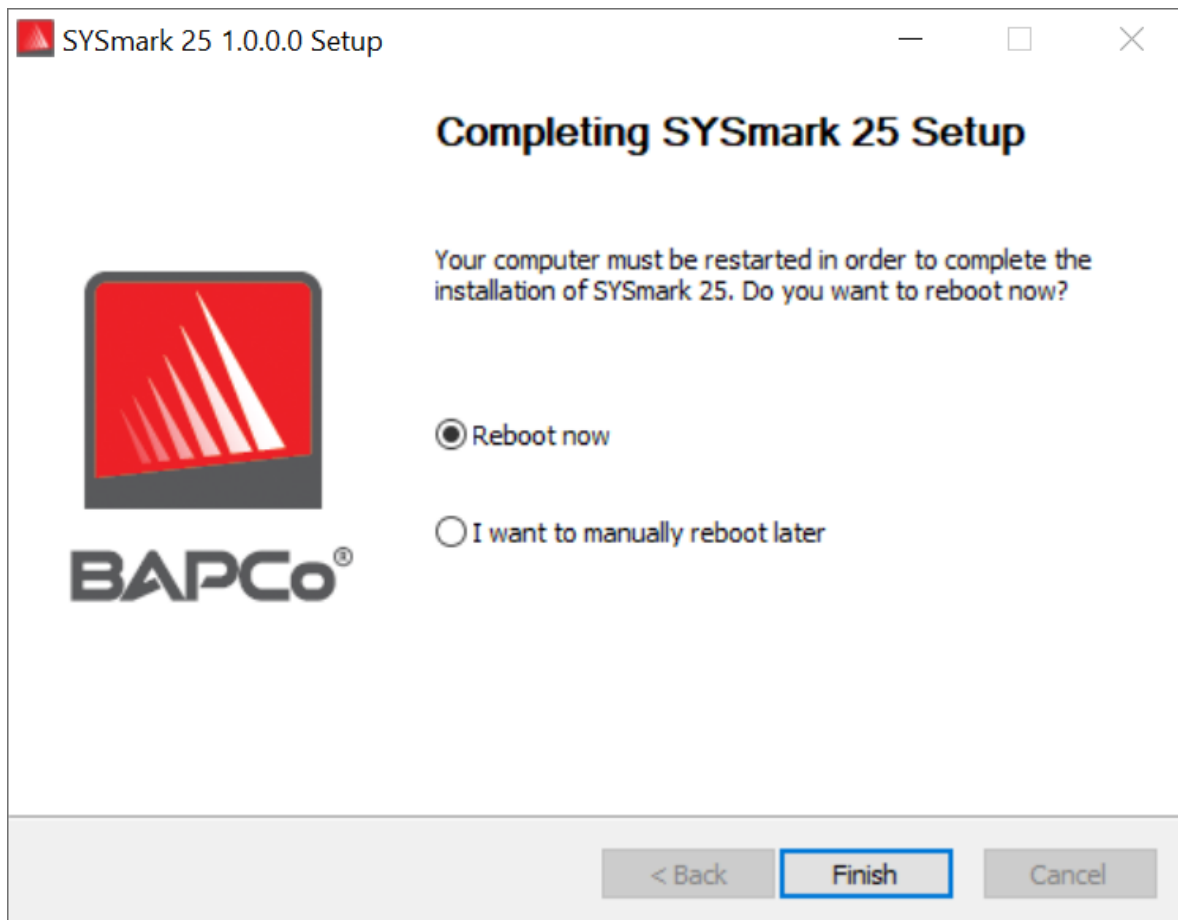 SYSmark 25 1.0.0.0 Setup
Completing SYSmark 25 Setup
Your computer must be restarted in order to complete the
installation of SYSmark 25. Do you want to reboot now?
Reboot now
I want to manually reboot later
BAPCo®
< Back
Finish
Cancel